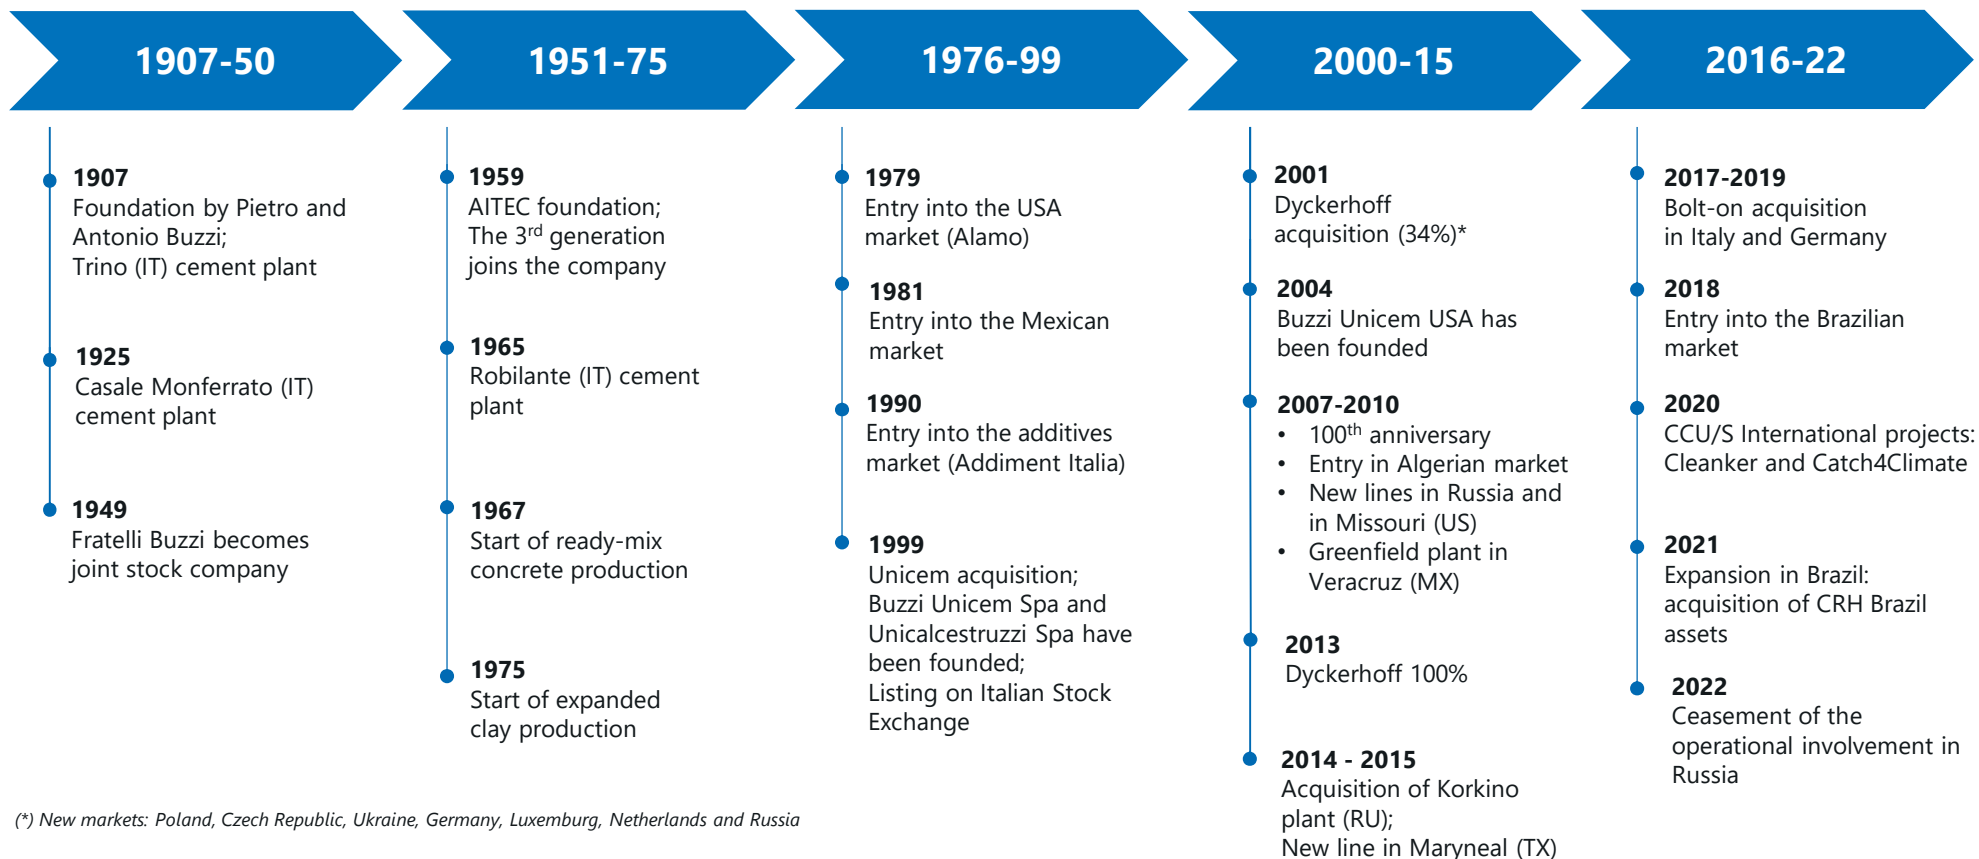 1907-50
1907
Foundation by Pietro and
Antonio Buzzi;
Trino (IT) cement plant
1925
Casale Monferrato (IT)
cement plant
1949
Fratelli Buzzi becomes
joint stock company
1951-75
1959
AITEC foundation;
The 3rd generation
joins the company
1965
Robilante (IT) cement
plant
1967
Start of ready-mix
concrete production
1975
Start of expanded
clay production
1976-99
1979
Entry into the USA
market (Alamo)
1981
Entry into the Mexican
market
1990
Entry into the additives
market (Addiment Italia)
1999
Unicem acquisition;
Buzzi Unicem Spa and
Unicalcestruzzi Spa have
been founded;
Listing on Italian Stock
Exchange
2000-15
2001
Dyckerhoff
acquisition (34%)*
2004
Buzzi Unicem USA has
been founded
2007-2010
• 100th anniversary
• Entry in Algerian market
• New lines in Russia and
in Missouri (US)
• Greenfield plant in
Veracruz (MX)
2013
Dyckerhoff 100%
2014 - 2015
Acquisition of Korkino
plant (RU);
New line in Maryneal (TX)
2016-22
2017-2019
Bolt-on acquisition
in Italy and Germany
2018
Entry into the Brazilian
market
2020
CCU/S International projects:
Cleanker and Catch4Climate
2021
Expansion in Brazil:
acquisition of CRH Brazil
assets
2022
Ceasement of the
operational involvement in
Russia
(*) New markets: Poland, Czech Republic, Ukraine, Germany, Luxemburg, Netherlands and Russia